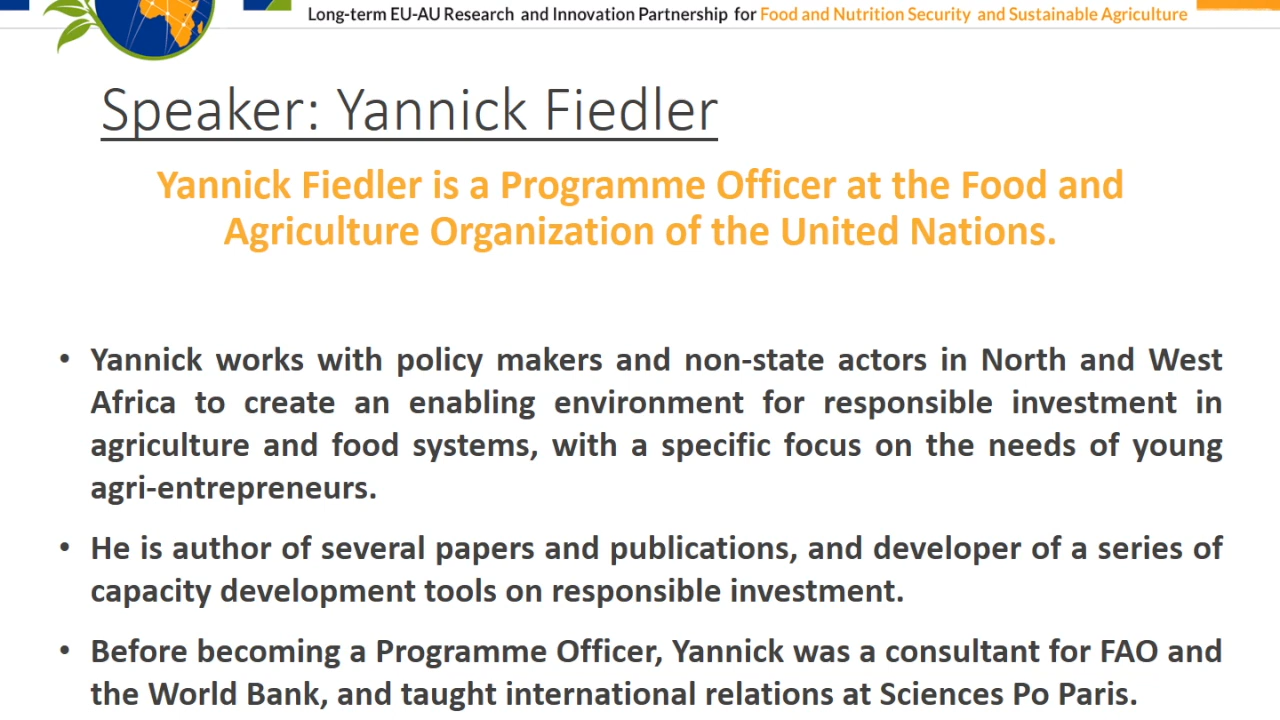 Long-term EU-AU Research and Innovation Partnership for Food and Nutrition Security and Sustainable Agriculture
Speaker: Yannick Fiedler
Yannick Fiedler is a Programme Officer at the Food and
Agriculture Organization of the United Nations.
• Yannick works with policy makers and non-state actors in North and West
Africa to create an enabling environment for responsible investment in
agriculture and food systems, with a specific focus on the needs of young
agri-entrepreneurs.
• He is author of several papers and publications, and developer of a series of
capacity development tools on responsible investment.
• Before becoming a Programme Officer, Yannick was a consultant for FAO and
the World Bank, and taught international relations at Sciences Po Paris.